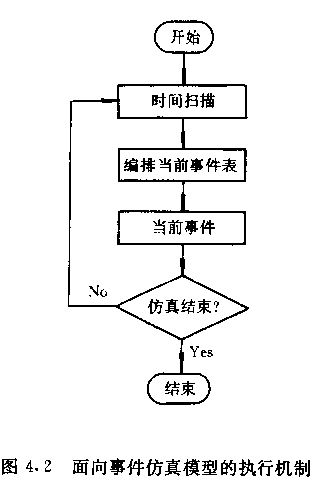 开始
时间扫描
编排当前事件表
当前事件
No
仿真结束?
Yes
结束
图 4.2 面向事件仿真模型的执行机制